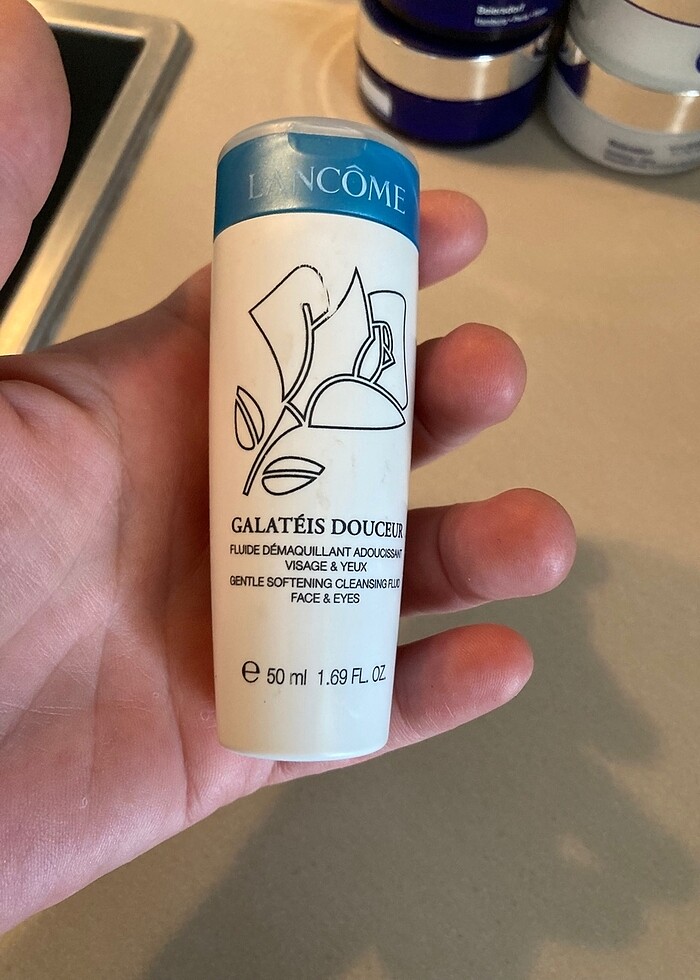 Beiersdorf
LANCÔME
GALATÉIS DOUCEUR
FLUIDE DÉMAQUILLANT ADOUCISSANT
VISAGE & YEUX
GENTLE SOFTENING CLEANSING FLUID
FACE & EYES
e 50 ml 1.69 FL. OZ.